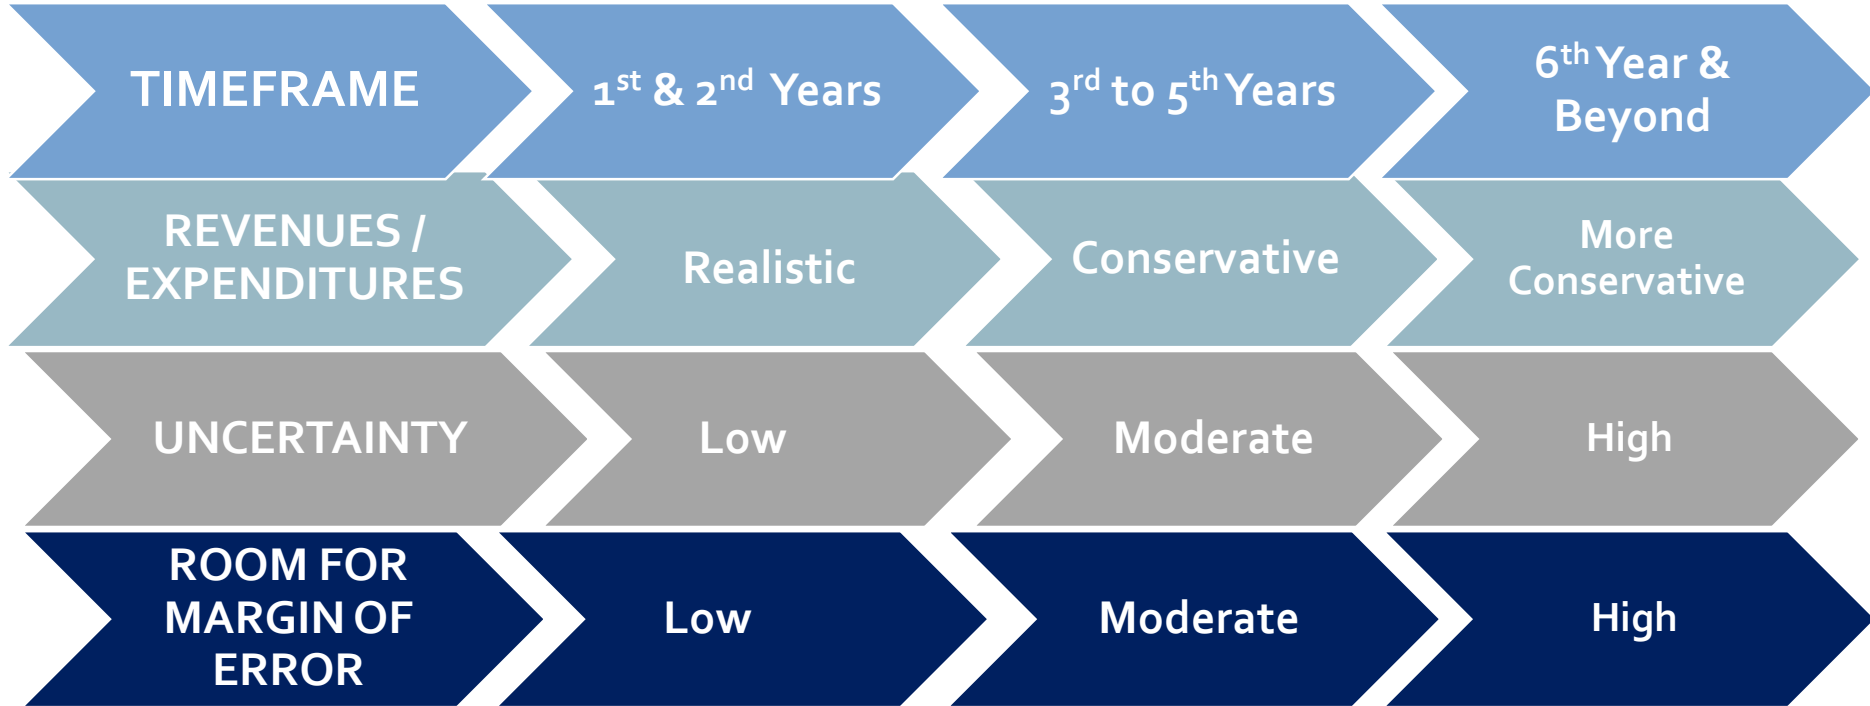 TIMEFRAME
1st & 2nd Years
3rd to 5th Years
6th Year &
Beyond
REVENUES /
EXPENDITURES
Realistic
Conservative
More
Conservative
UNCERTAINTY
Low
Moderate
High
ROOM FOR
MARGIN OF
ERROR
Low
Moderate
High